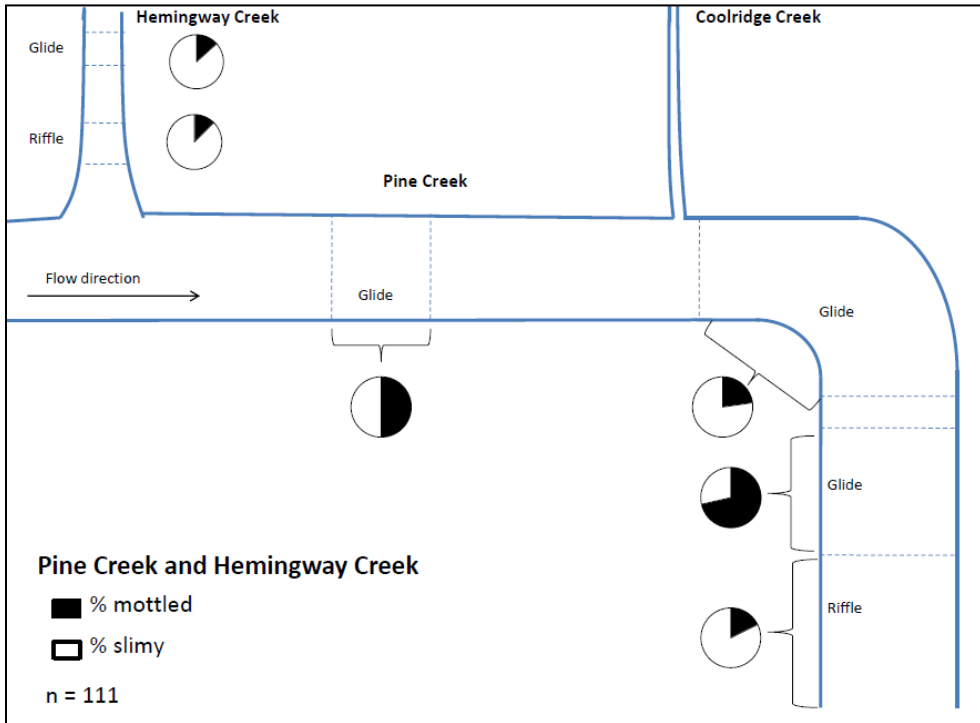 Hemingway Creek
Coolridge Creek
Glide
Riffle
Pine Creek
Flow direction
Glide
Glide
Glide
Riffle
Pine Creek and Hemingway Creek
% mottled
% slimy
n = 111